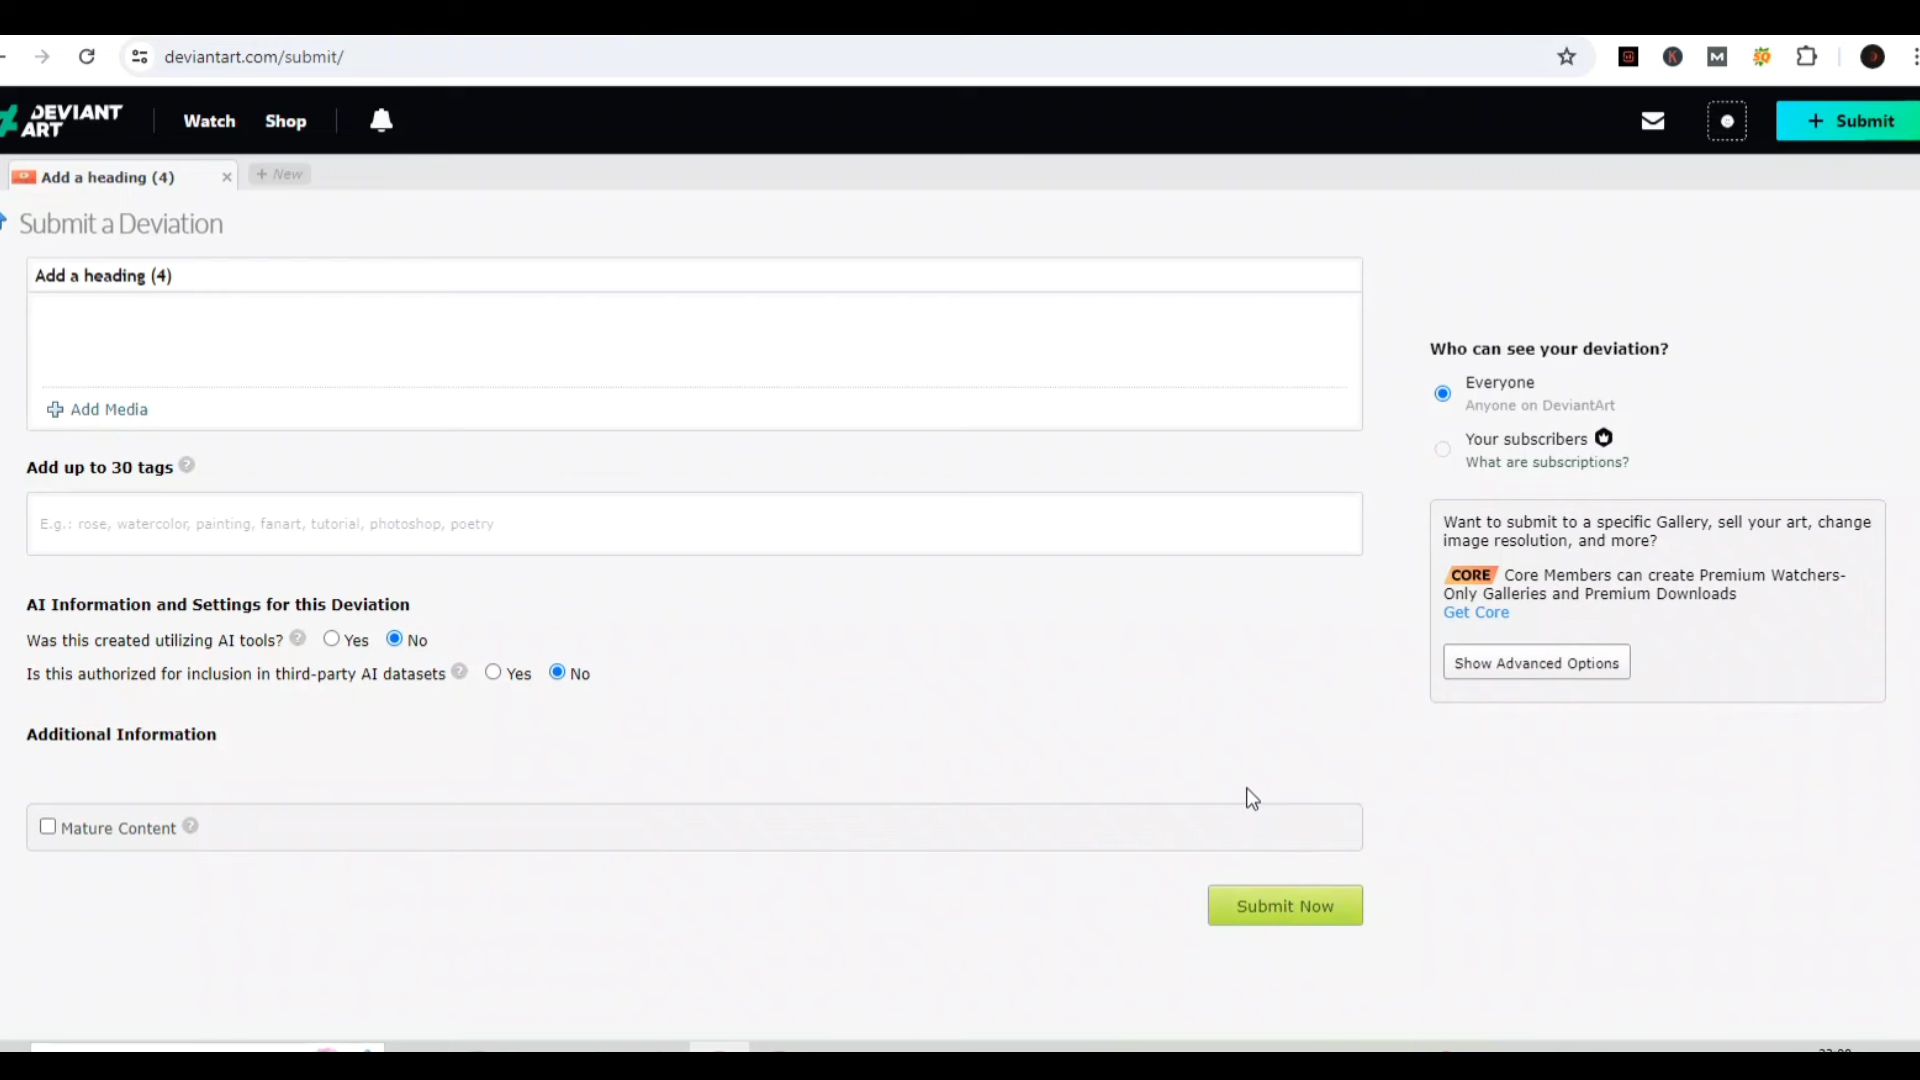 deviantart.com/submit/
DEVIANT
ART
Watch
Shop
+ Submit
Add a heading (4)
+ New
Submit a Deviation
Add a heading (4)
Add Media
Add up to 30 tags
E.g.: rose, watercolor, painting, fanart, tutorial, photoshop, poetry
AI Information and Settings for this Deviation
Was this created utilizing AI tools? ? Yes No
Is this authorized for inclusion in third-party AI datasets ? Yes No
Additional Information
Mature Content ?
Submit Now
Who can see your deviation?
Everyone
Anyone on DeviantArt
Your subscribers
What are subscriptions?
Want to submit to a specific Gallery, sell your art, change
image resolution, and more?
CORE Core Members can create Premium Watchers-
Only Galleries and Premium Downloads
Get Core
Show Advanced Options